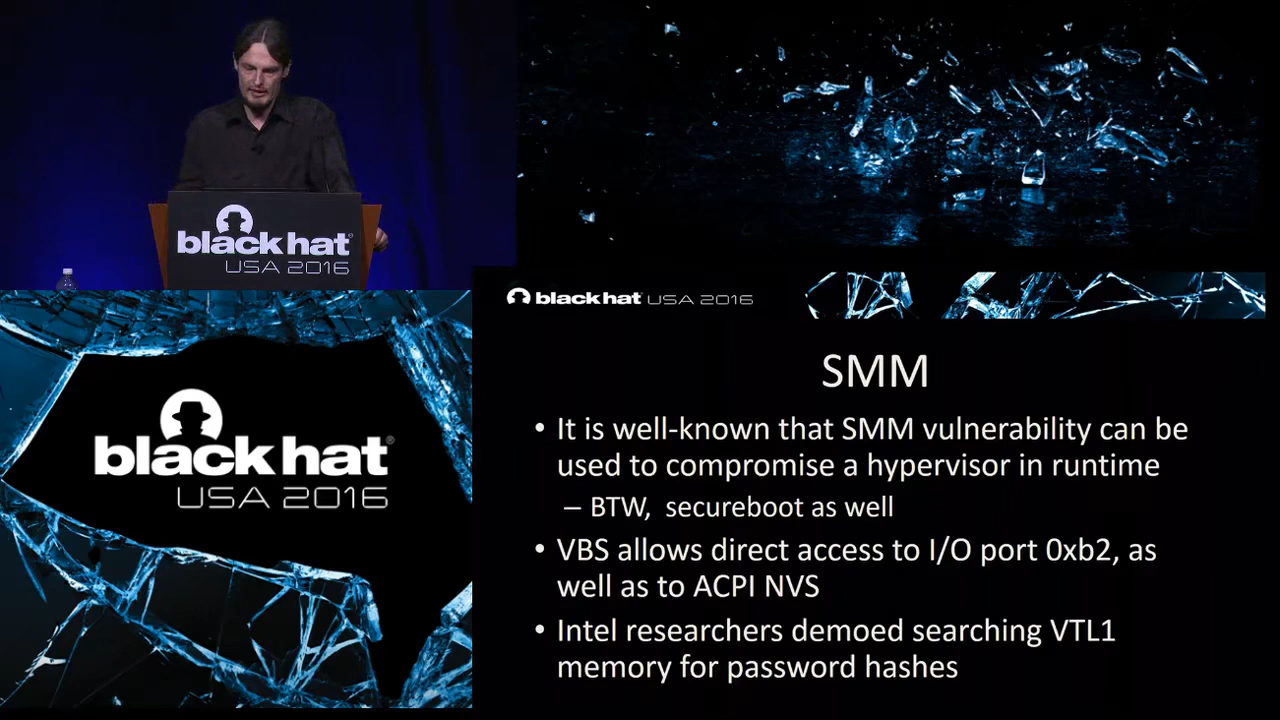 black hat
USA 2016
black hat USA 2016
black hat®
USA 2016
SMM
• It is well-known that SMM vulnerability can be
used to compromise a hypervisor in runtime
– BTW, secureboot as well
• VBS allows direct access to I/O port 0xb2, as
well as to ACPI NVS
• Intel researchers demoed searching VTL1
memory for password hashes